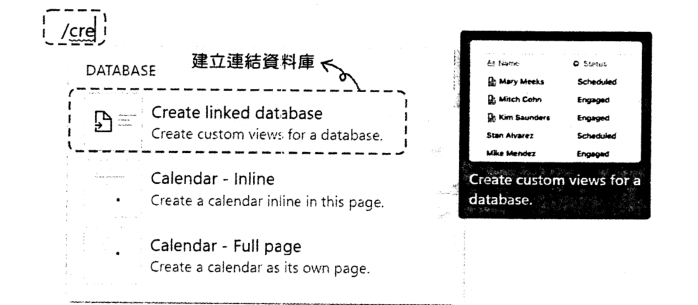 /cre
DATABASE
建立連結資料庫
Create linked database
Create custom views for a database.
Calendar - Inline
Create a calendar inline in this page.
Calendar - Full page
Create a calendar as its own page.
Name Status
Mary Meeks Scheduled
Mitch Cohn Engaged
Kim Saunders Engaged
Stan Alvarez Scheduled
Mike Mendez Engaged
Create custom views for a
database.